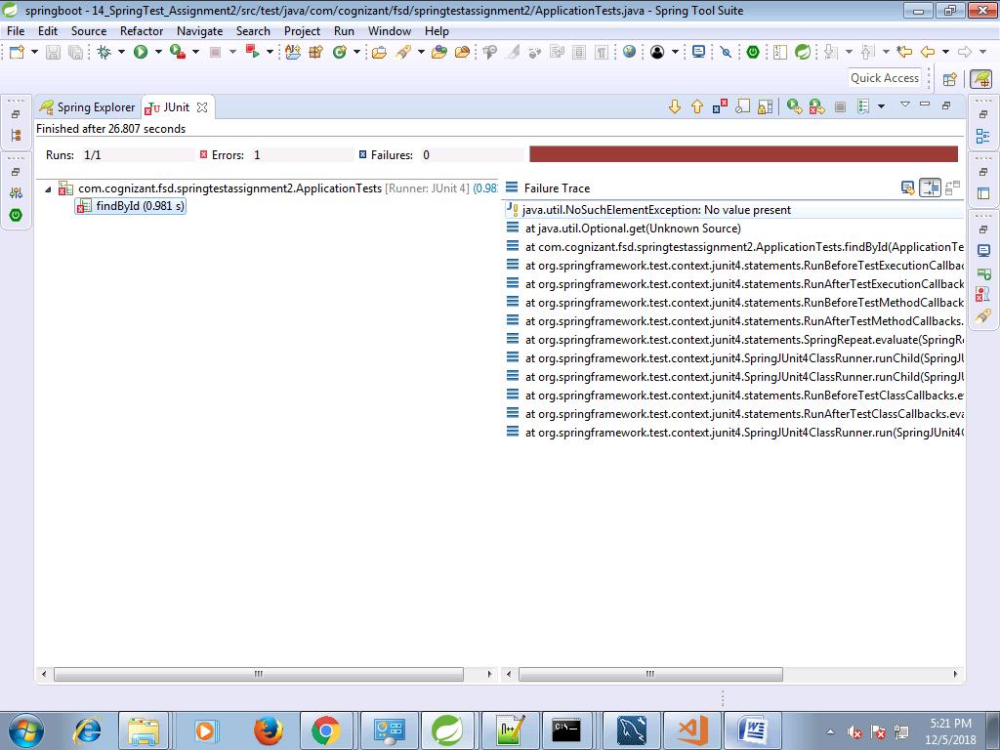 springboot - 14_SpringTest_Assignment2/src/test/java/com/cognizant/fsd/springtestassignment2/ApplicationTests.java - Spring Tool Suite
File Edit Source Refactor Navigate Search Project Run Window Help
Quick Access
Spring Explorer JUnit
Finished after 26.807 seconds
Runs: 1/1 Errors: 1 Failures: 0
com.cognizant.fsd.springtestassignment2.ApplicationTests [Runner: JUnit 4] (0.98
findById (0.981 s)
Failure Trace
java.util.NoSuchElementException: No value present
at java.util.Optional.get(Unknown Source)
at com.cognizant.fsd.springtestassignment2.ApplicationTests.findById(ApplicationTe
at org.springframework.test.context.junit4.statements.RunBeforeTestExecutionCallbac
at org.springframework.test.context.junit4.statements.RunAfterTestExecutionCallback
at org.springframework.test.context.junit4.statements.RunBeforeTestMethodCallback
at org.springframework.test.context.junit4.statements.RunAfterTestMethodCallbacks.
at org.springframework.test.context.junit4.statements.SpringRepeat.evaluate(SpringRe
at org.springframework.test.context.junit4.SpringJUnit4ClassRunner.runChild(SpringJU
at org.springframework.test.context.junit4.SpringJUnit4ClassRunner.runChild(SpringJU
at org.springframework.test.context.junit4.statements.RunBeforeTestClassCallbacks.ev
at org.springframework.test.context.junit4.statements.RunAfterTestClassCallbacks.eva
at org.springframework.test.context.junit4.SpringJUnit4ClassRunner.run(SpringJUnit4C
5:21 PM
12/5/2018